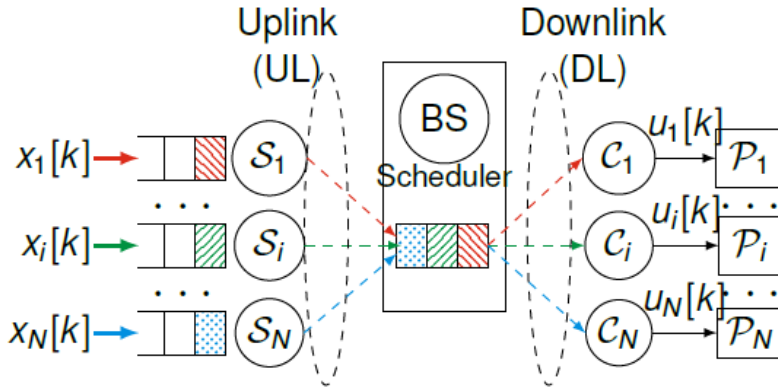 Uplink
(UL)
Downlink
(DL)
BS
Scheduler
x₁[k]
S₁
C₁
u₁[k]
P₁
. . .
xᵢ[k]
Sᵢ
Cᵢ
uᵢ[k]
Pᵢ
. . .
. . .
x_N[k]
S_N
C_N
u_N[k]
P_N